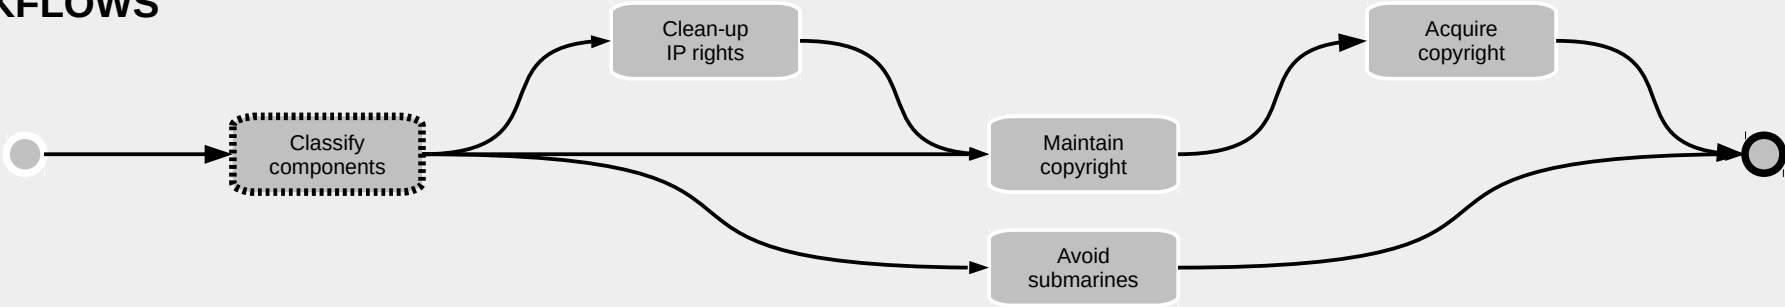 KFLOWS
Clean-up
IP rights
Acquire
copyright
Classify
components
Maintain
copyright
Avoid
submarines